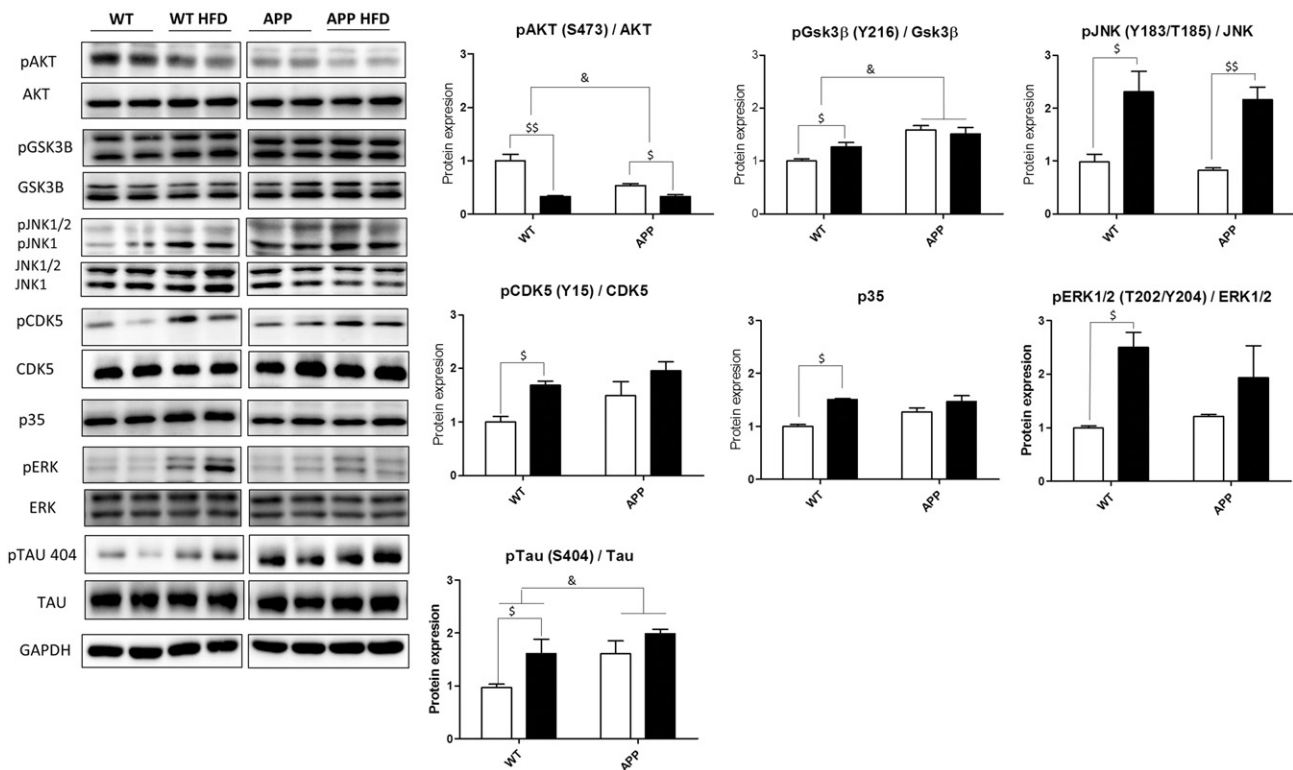 WT WT HFD APP APP HFD
pAKT
AKT
pGSK3B
GSK3B
pJNK1/2
pJNK1
JNK1/2
JNK1
pCDK5
CDK5
p35
pERK
ERK
pTAU 404
TAU
GAPDH
pAKT (S473) / AKT
Protein expresion
3
2
1
0
&
$$
$
WT
APP
pGsk3β (Y216) / Gsk3β
Protein expresion
3
2
1
0
&
$
WT
APP
pJNK (Y183/T185) / JNK
Protein expresion
3
2
1
0
$
$$
WT
APP
pCDK5 (Y15) / CDK5
Protein expresion
3
2
1
0
$
WT
APP
p35
Protein expresion
3
2
1
0
$
WT
APP
pERK1/2 (T202/Y204) / ERK1/2
Protein expresion
3
2
1
0
$
WT
APP
pTau (S404) / Tau
Protein expresion
3
2
1
0
&
$
WT
APP